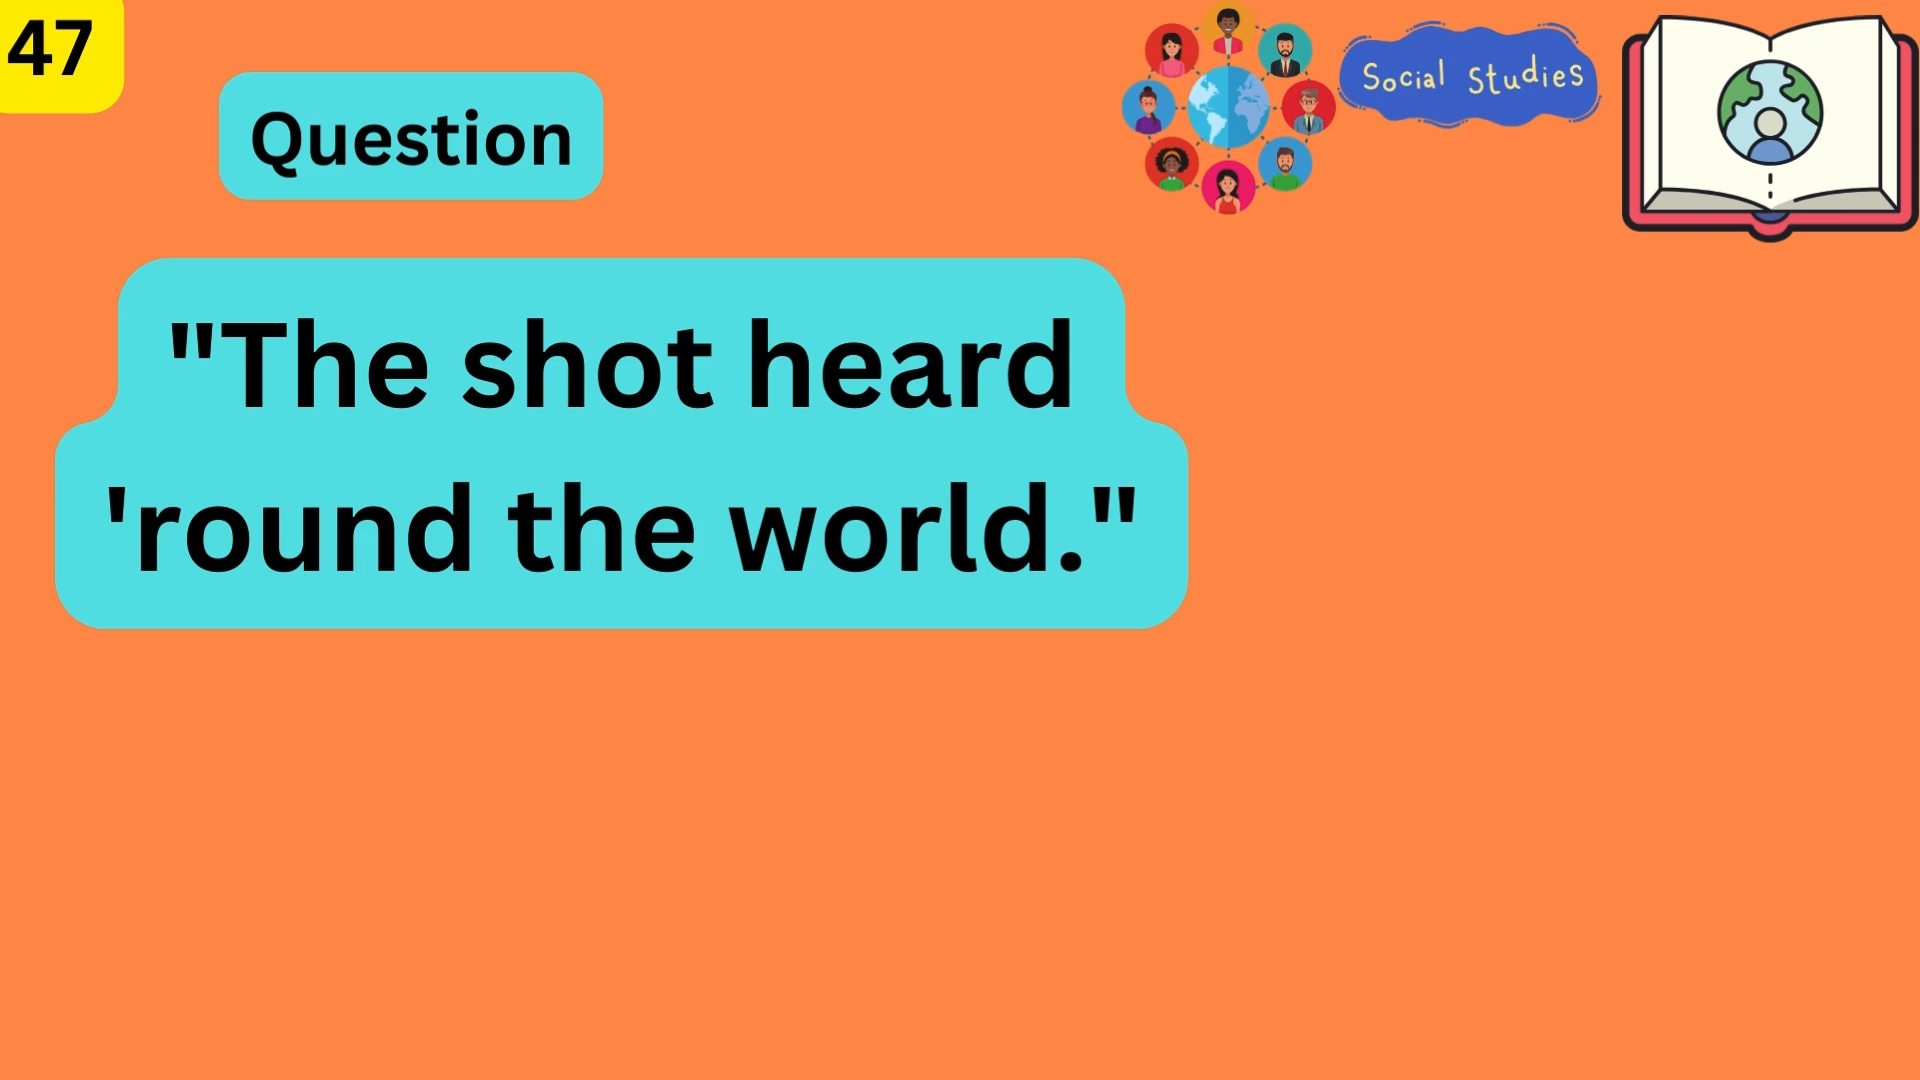 47
Question
Social Studies
"The shot heard
'round the world."